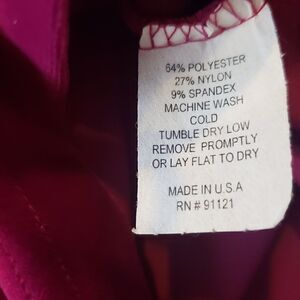 64% POLYESTER
27% NYLON
9% SPANDEX
MACHINE WASH
COLD
TUMBLE DRY LOW
REMOVE PROMPTLY
OR LAY FLAT TO DRY
MADE IN U.S.A
RN # 91121